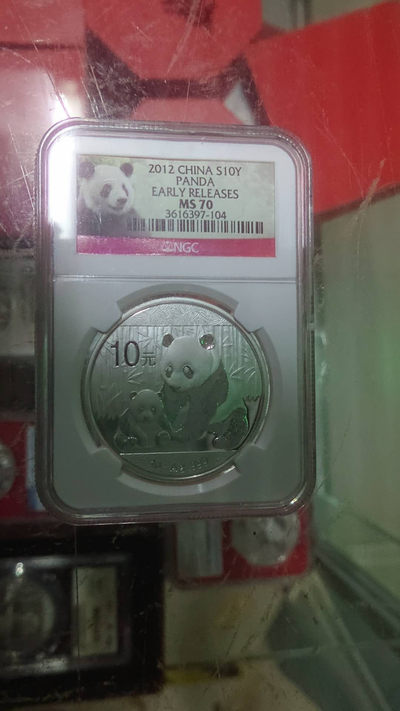 2012 CHINA S10Y
PANDA
EARLY RELEASES
MS 70
3616397-104
NGC
10元